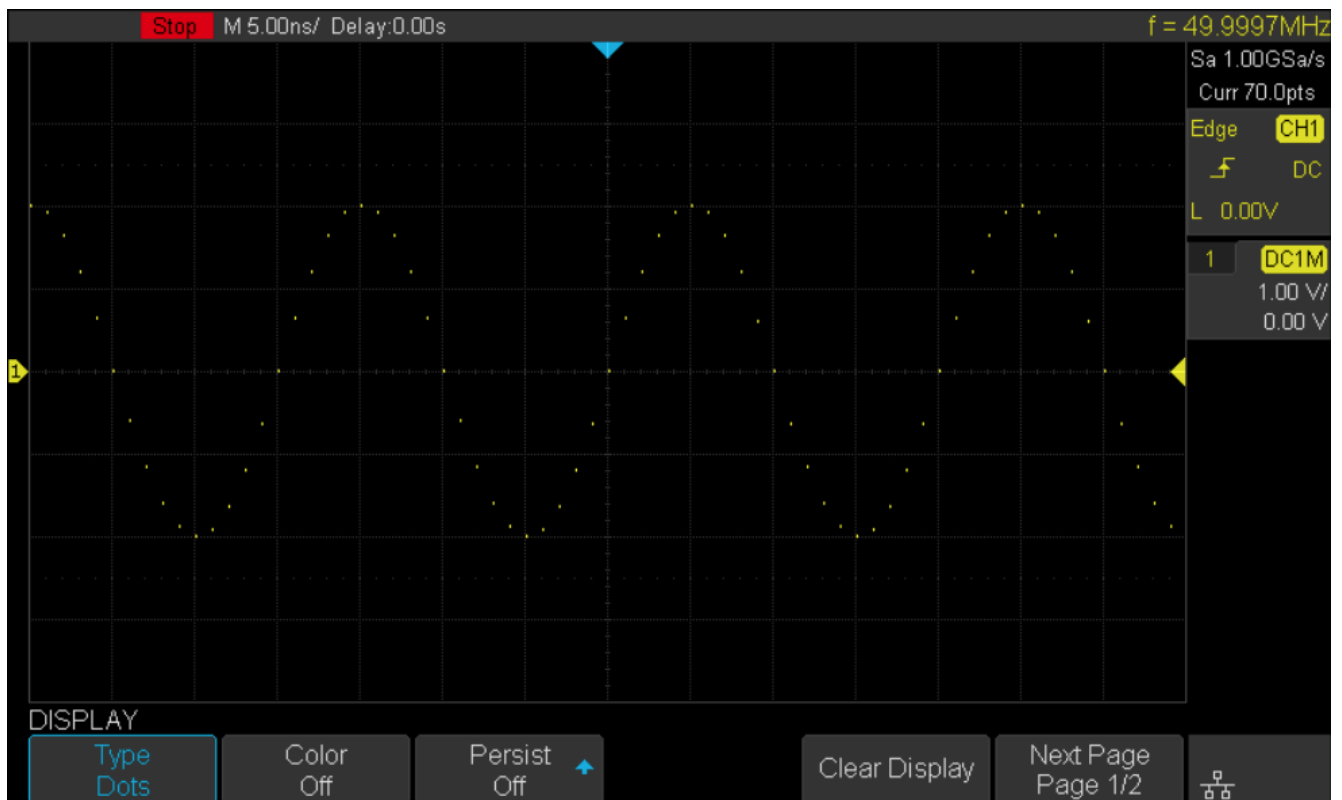 Stop M 5.00ns/ Delay:0.00s f = 49.9997MHz
Sa 1.00GSa/s
Curr 70.0pts
Edge CH1
DC
L 0.00V
1 DC1M
1.00 V/
0.00 V
1
DISPLAY
Type
Dots
Color
Off
Persist
Off
Clear Display
Next Page
Page 1/2